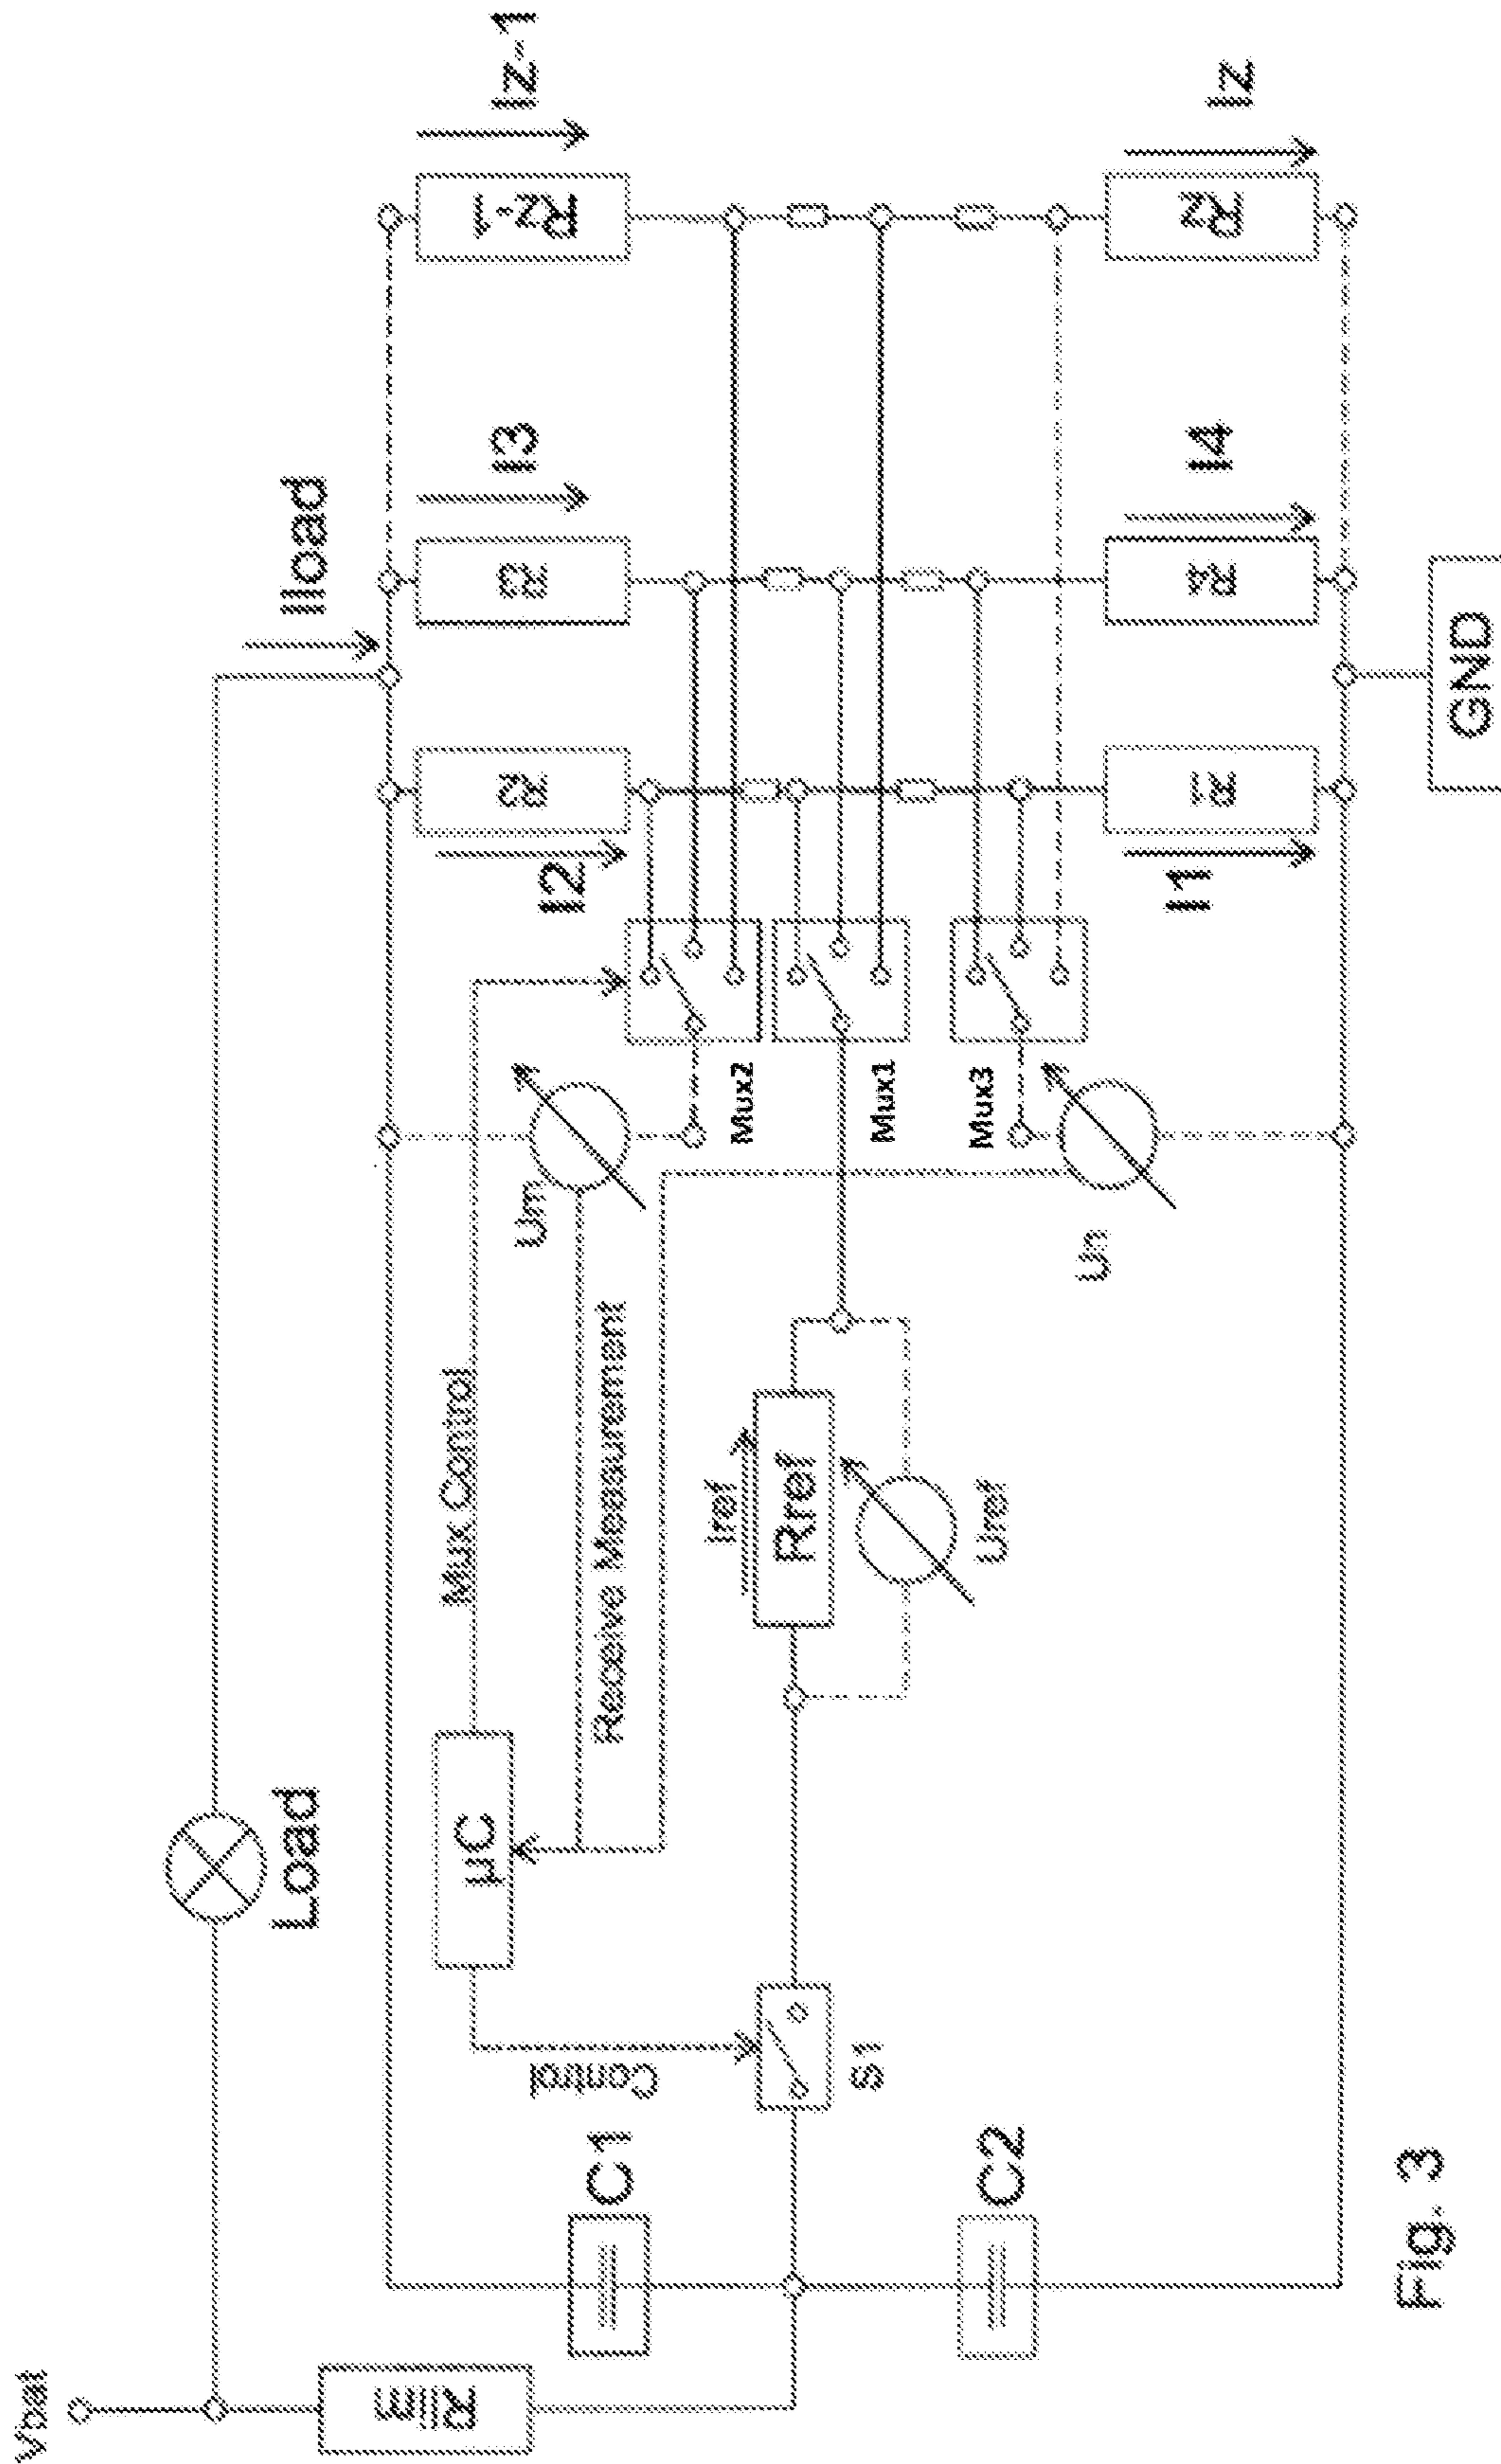 Vbat
Rlim
Load
Iload
C1
C2
Control
S1
µC
Mux Control
Receive Measurement
Iref
Rref
Uref
Um
Un
Mux2
Mux1
Mux3
I2
R2
I3
R3
Iz-1
Rz-1
I1
R1
I4
R4
Iz
Rz
GND
Fig. 3